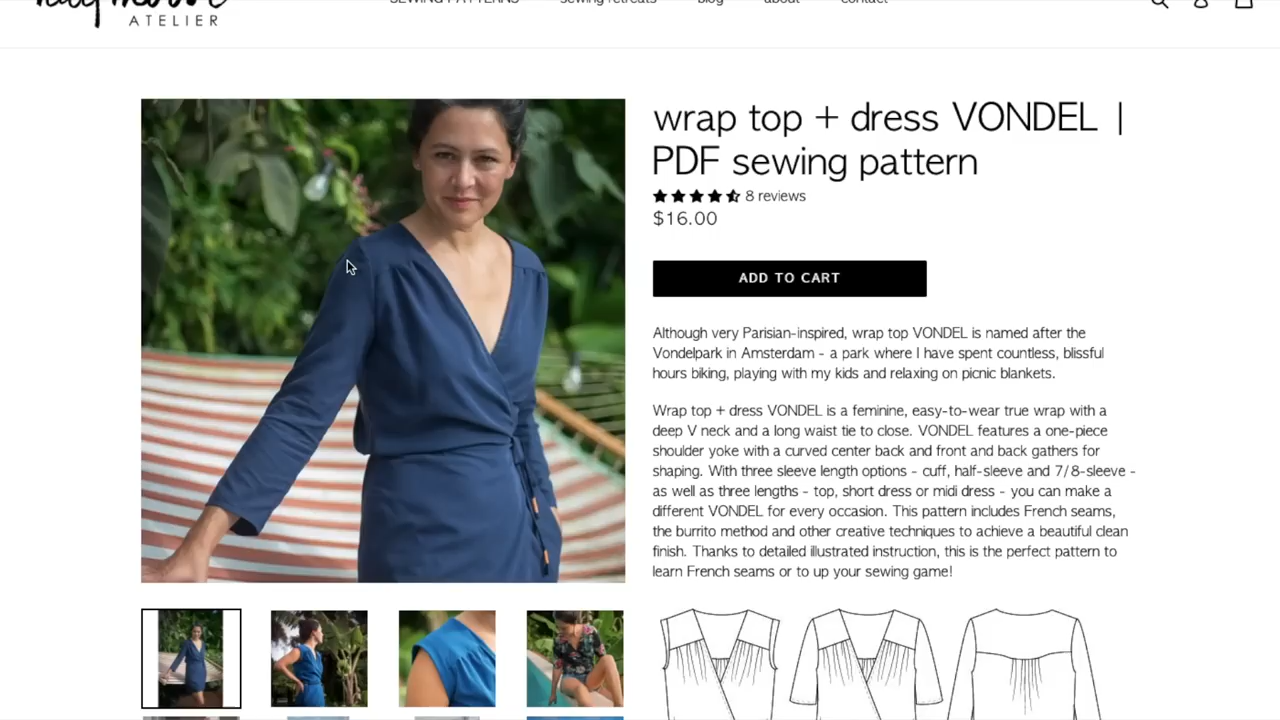 ATELIER
SEWING PATTERNS sewing retreats blog about contact
wrap top + dress VONDEL |
PDF sewing pattern
8 reviews
$16.00
ADD TO CART
Although very Parisian-inspired, wrap top VONDEL is named after the
Vondelpark in Amsterdam - a park where I have spent countless, blissful
hours biking, playing with my kids and relaxing on picnic blankets.
Wrap top + dress VONDEL is a feminine, easy-to-wear true wrap with a
deep V neck and a long waist tie to close. VONDEL features a one-piece
shoulder yoke with a curved center back and front and back gathers for
shaping. With three sleeve length options - cuff, half-sleeve and 7/8-sleeve -
as well as three lengths - top, short dress or midi dress - you can make a
different VONDEL for every occasion. This pattern includes French seams,
the burrito method and other creative techniques to achieve a beautiful clean
finish. Thanks to detailed illustrated instruction, this is the perfect pattern to
learn French seams or to up your sewing game!